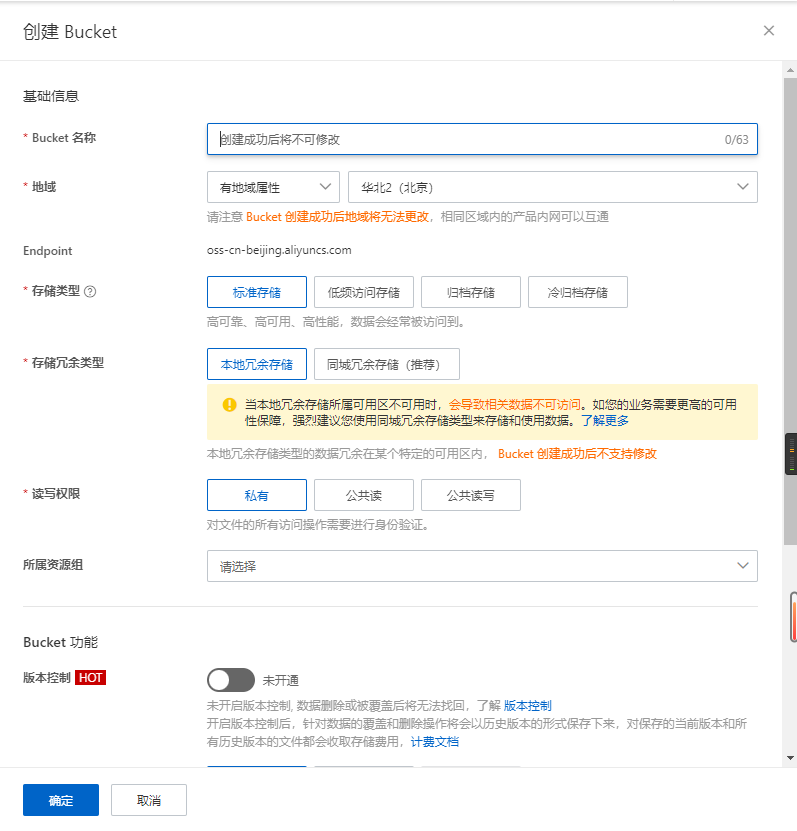 创建 Bucket
基础信息
* Bucket 名称
创建成功后将不可修改 0/63
* 地域
有地域属性 华北2（北京）
请注意 Bucket 创建成功后地域将无法更改，相同区域内的产品内网可以互通
Endpoint
oss-cn-beijing.aliyuncs.com
* 存储类型 ?
标准存储 低频访问存储 归档存储 冷归档存储
高可靠、高可用、高性能，数据会经常被访问到。
* 存储冗余类型
本地冗余存储 同城冗余存储（推荐）
当本地冗余存储所属可用区不可用时，会导致相关数据不可访问。如您的业务需要更高的可用
性保障，强烈建议您使用同城冗余存储类型来存储和使用数据。了解更多
本地冗余存储类型的数据冗余在某个特定的可用区内， Bucket 创建成功后不支持修改
* 读写权限
私有 公共读 公共读写
对文件的所有访问操作需要进行身份验证。
所属资源组
请选择
Bucket 功能
版本控制 HOT
未开通
未开启版本控制, 数据删除或被覆盖后将无法找回，了解 版本控制
开启版本控制后，针对数据的覆盖和删除操作将会以历史版本的形式保存下来，对保存的当前版本和所
有历史版本的文件都会收取存储费用，计费文档
确定 取消